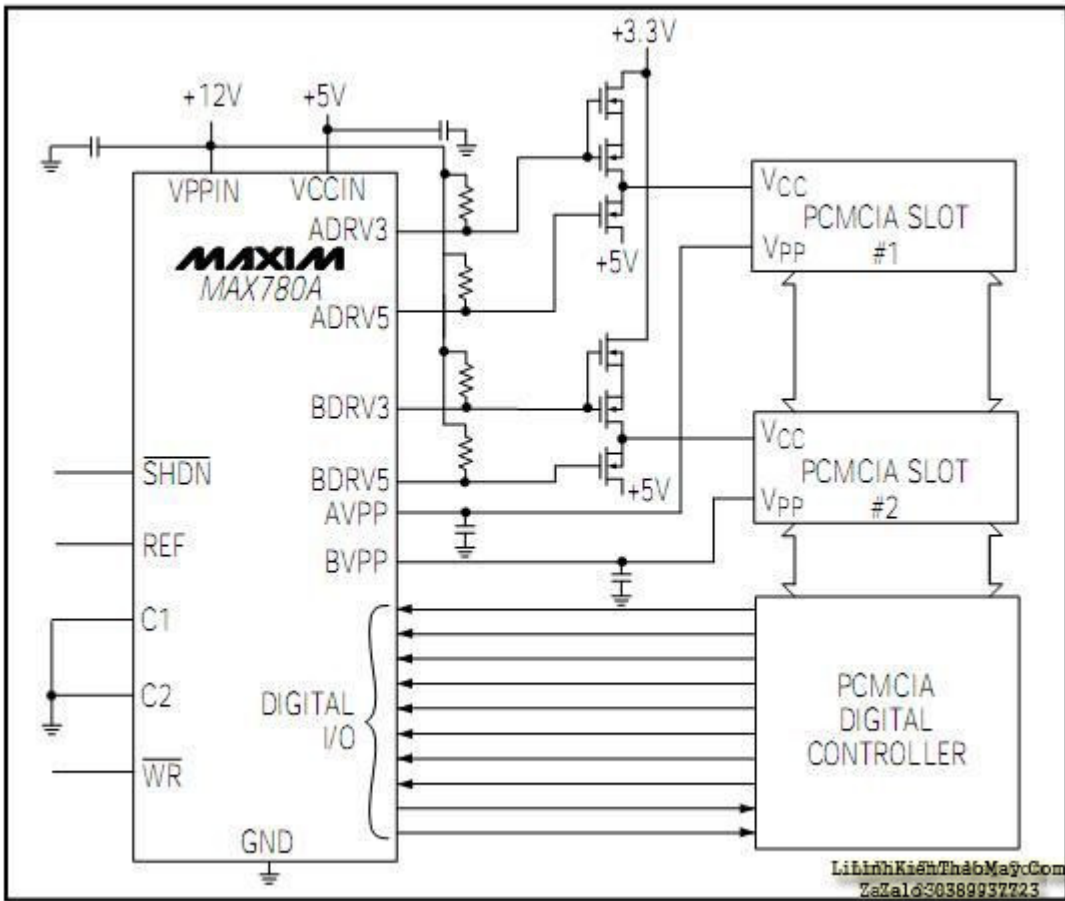 +3.3V
+12V
+5V
VPPIN
VCCIN
MAXIM
MAX780A
ADRV3
ADRV5
BDRV3
BDRV5
AVPP
BVPP
SHDN
REF
C1
C2
WR
GND
DIGITAL
I/O
+5V
+5V
VCC
VPP
PCMCIA SLOT
#1
VCC
VPP
PCMCIA SLOT
#2
PCMCIA
DIGITAL
CONTROLLER